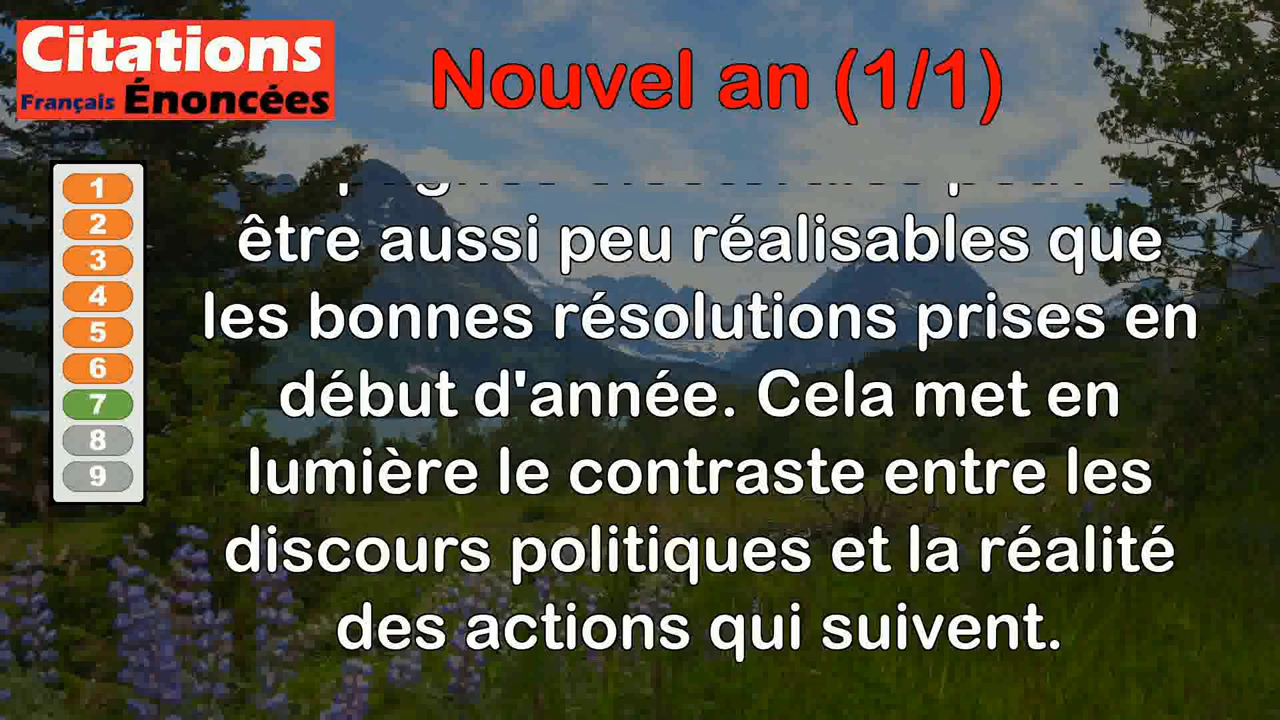 Citations
Français Énoncées
Nouvel an (1/1)
1
2
3
4
5
6
7
8
9
être aussi peu réalisables que
les bonnes résolutions prises en
début d'année. Cela met en
lumière le contraste entre les
discours politiques et la réalité
des actions qui suivent.